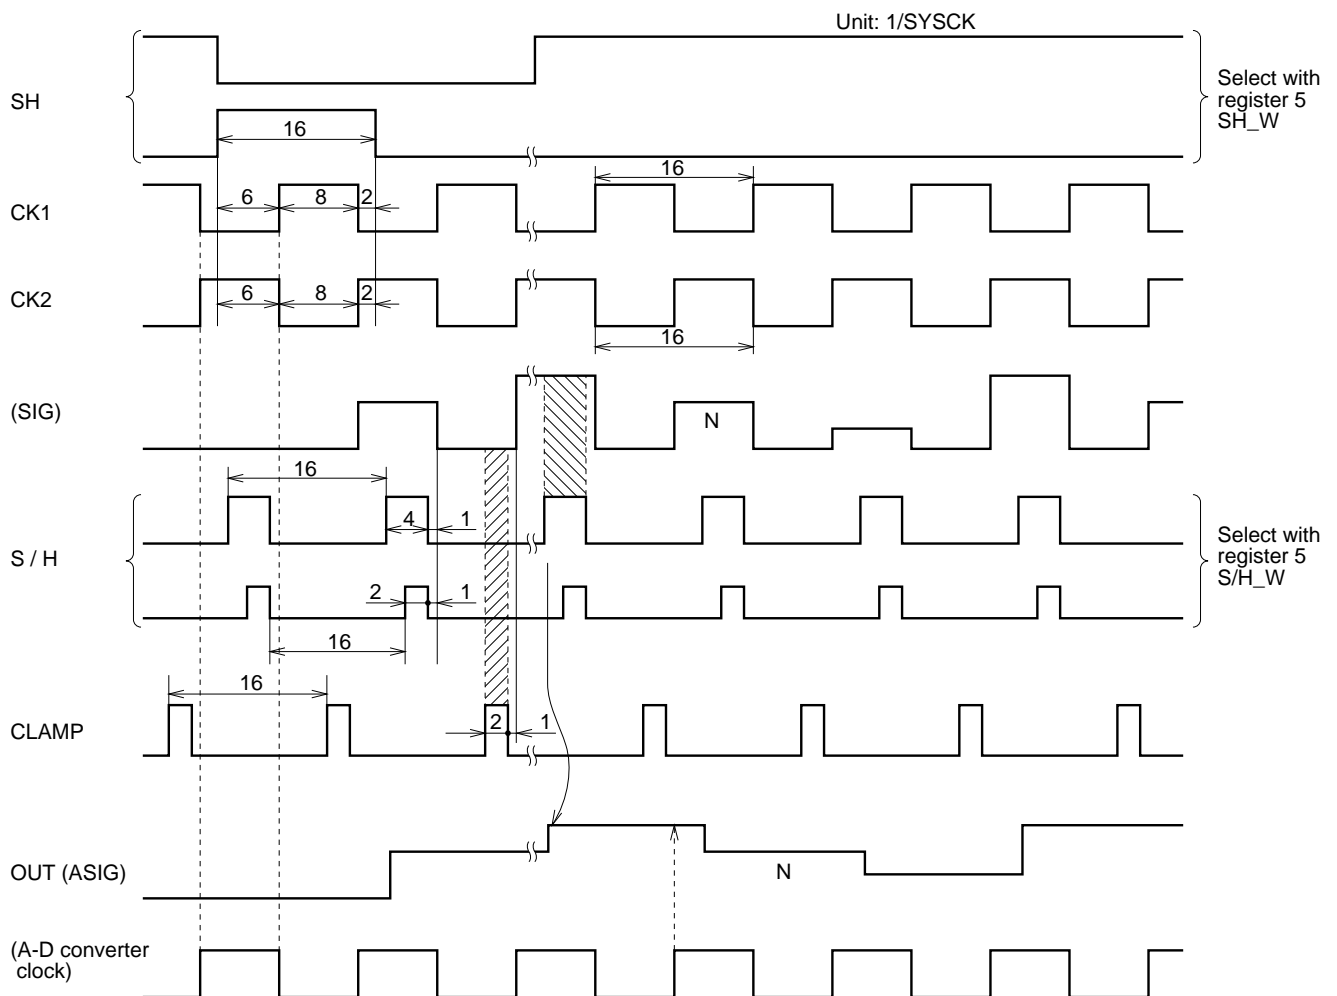 Unit: 1/SYSCK
SH
16
Select with
register 5
SH_W
CK1
6
8
2
16
CK2
6
8
2
16
(SIG)
N
16
4
1
S / H
2
1
16
Select with
register 5
S/H_W
16
CLAMP
2
1
OUT (ASIG)
N
(A-D converter
clock)